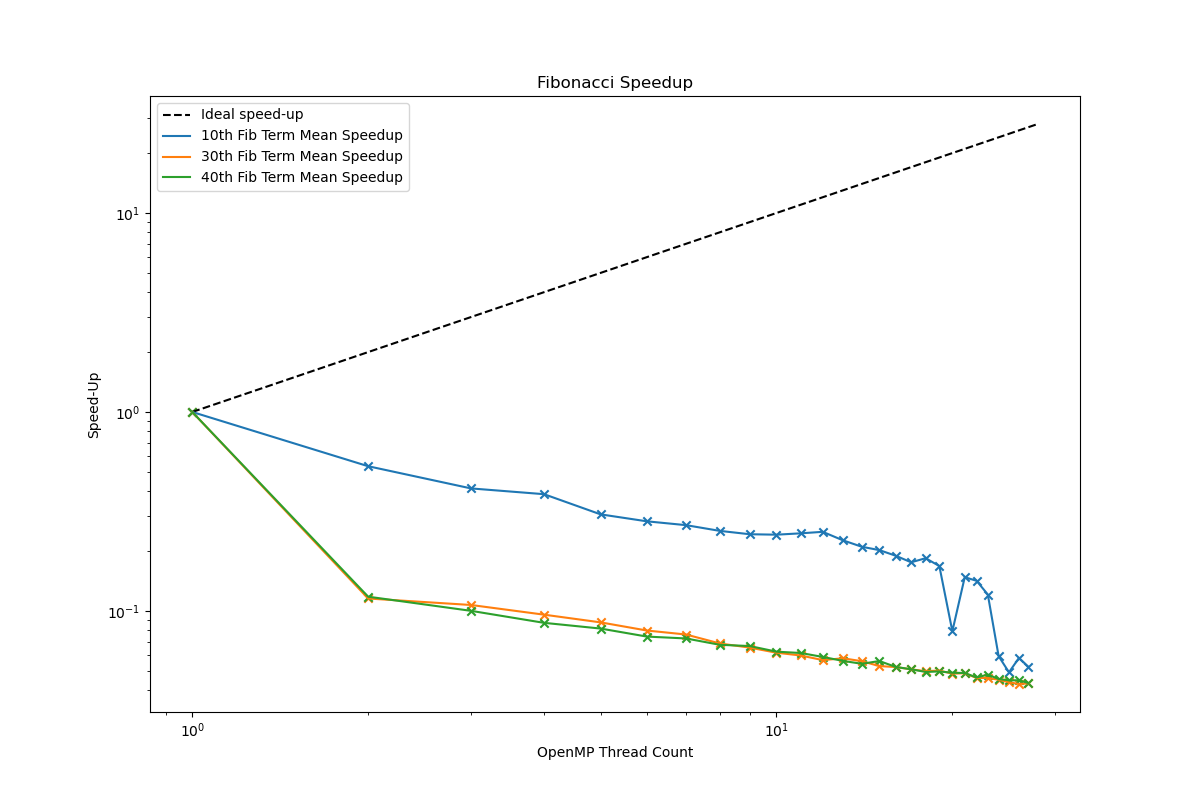 Fibonacci Speedup
Ideal speed-up
10th Fib Term Mean Speedup
30th Fib Term Mean Speedup
40th Fib Term Mean Speedup
10¹
10⁰
10⁻¹
Speed-Up
10⁰
10¹
OpenMP Thread Count